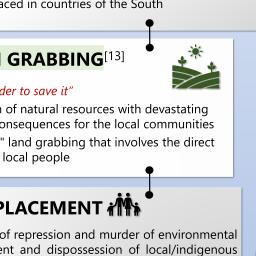 aced in countries of the South
GRABBING[13]
der to save it"
of natural resources with devastating
onsequences for the local communities
" land grabbing that involves the direct
local people
PLACEMENT
of repression and murder of environmental
ent and dispossession of local/indigenous